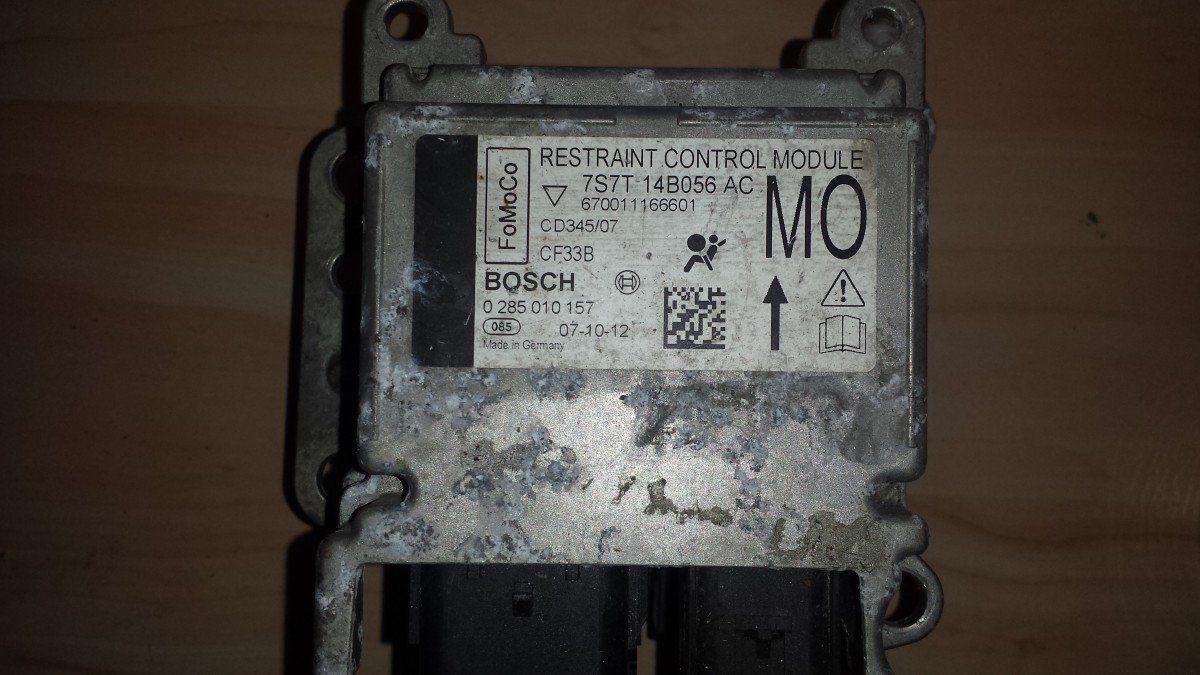 FoMoCo
RESTRAINT CONTROL MODULE
7S7T 14B056 AC
670011166601
MO
CD345/07
CF33B
BOSCH
0 285 010 157
085 07-10-12
Made in Germany